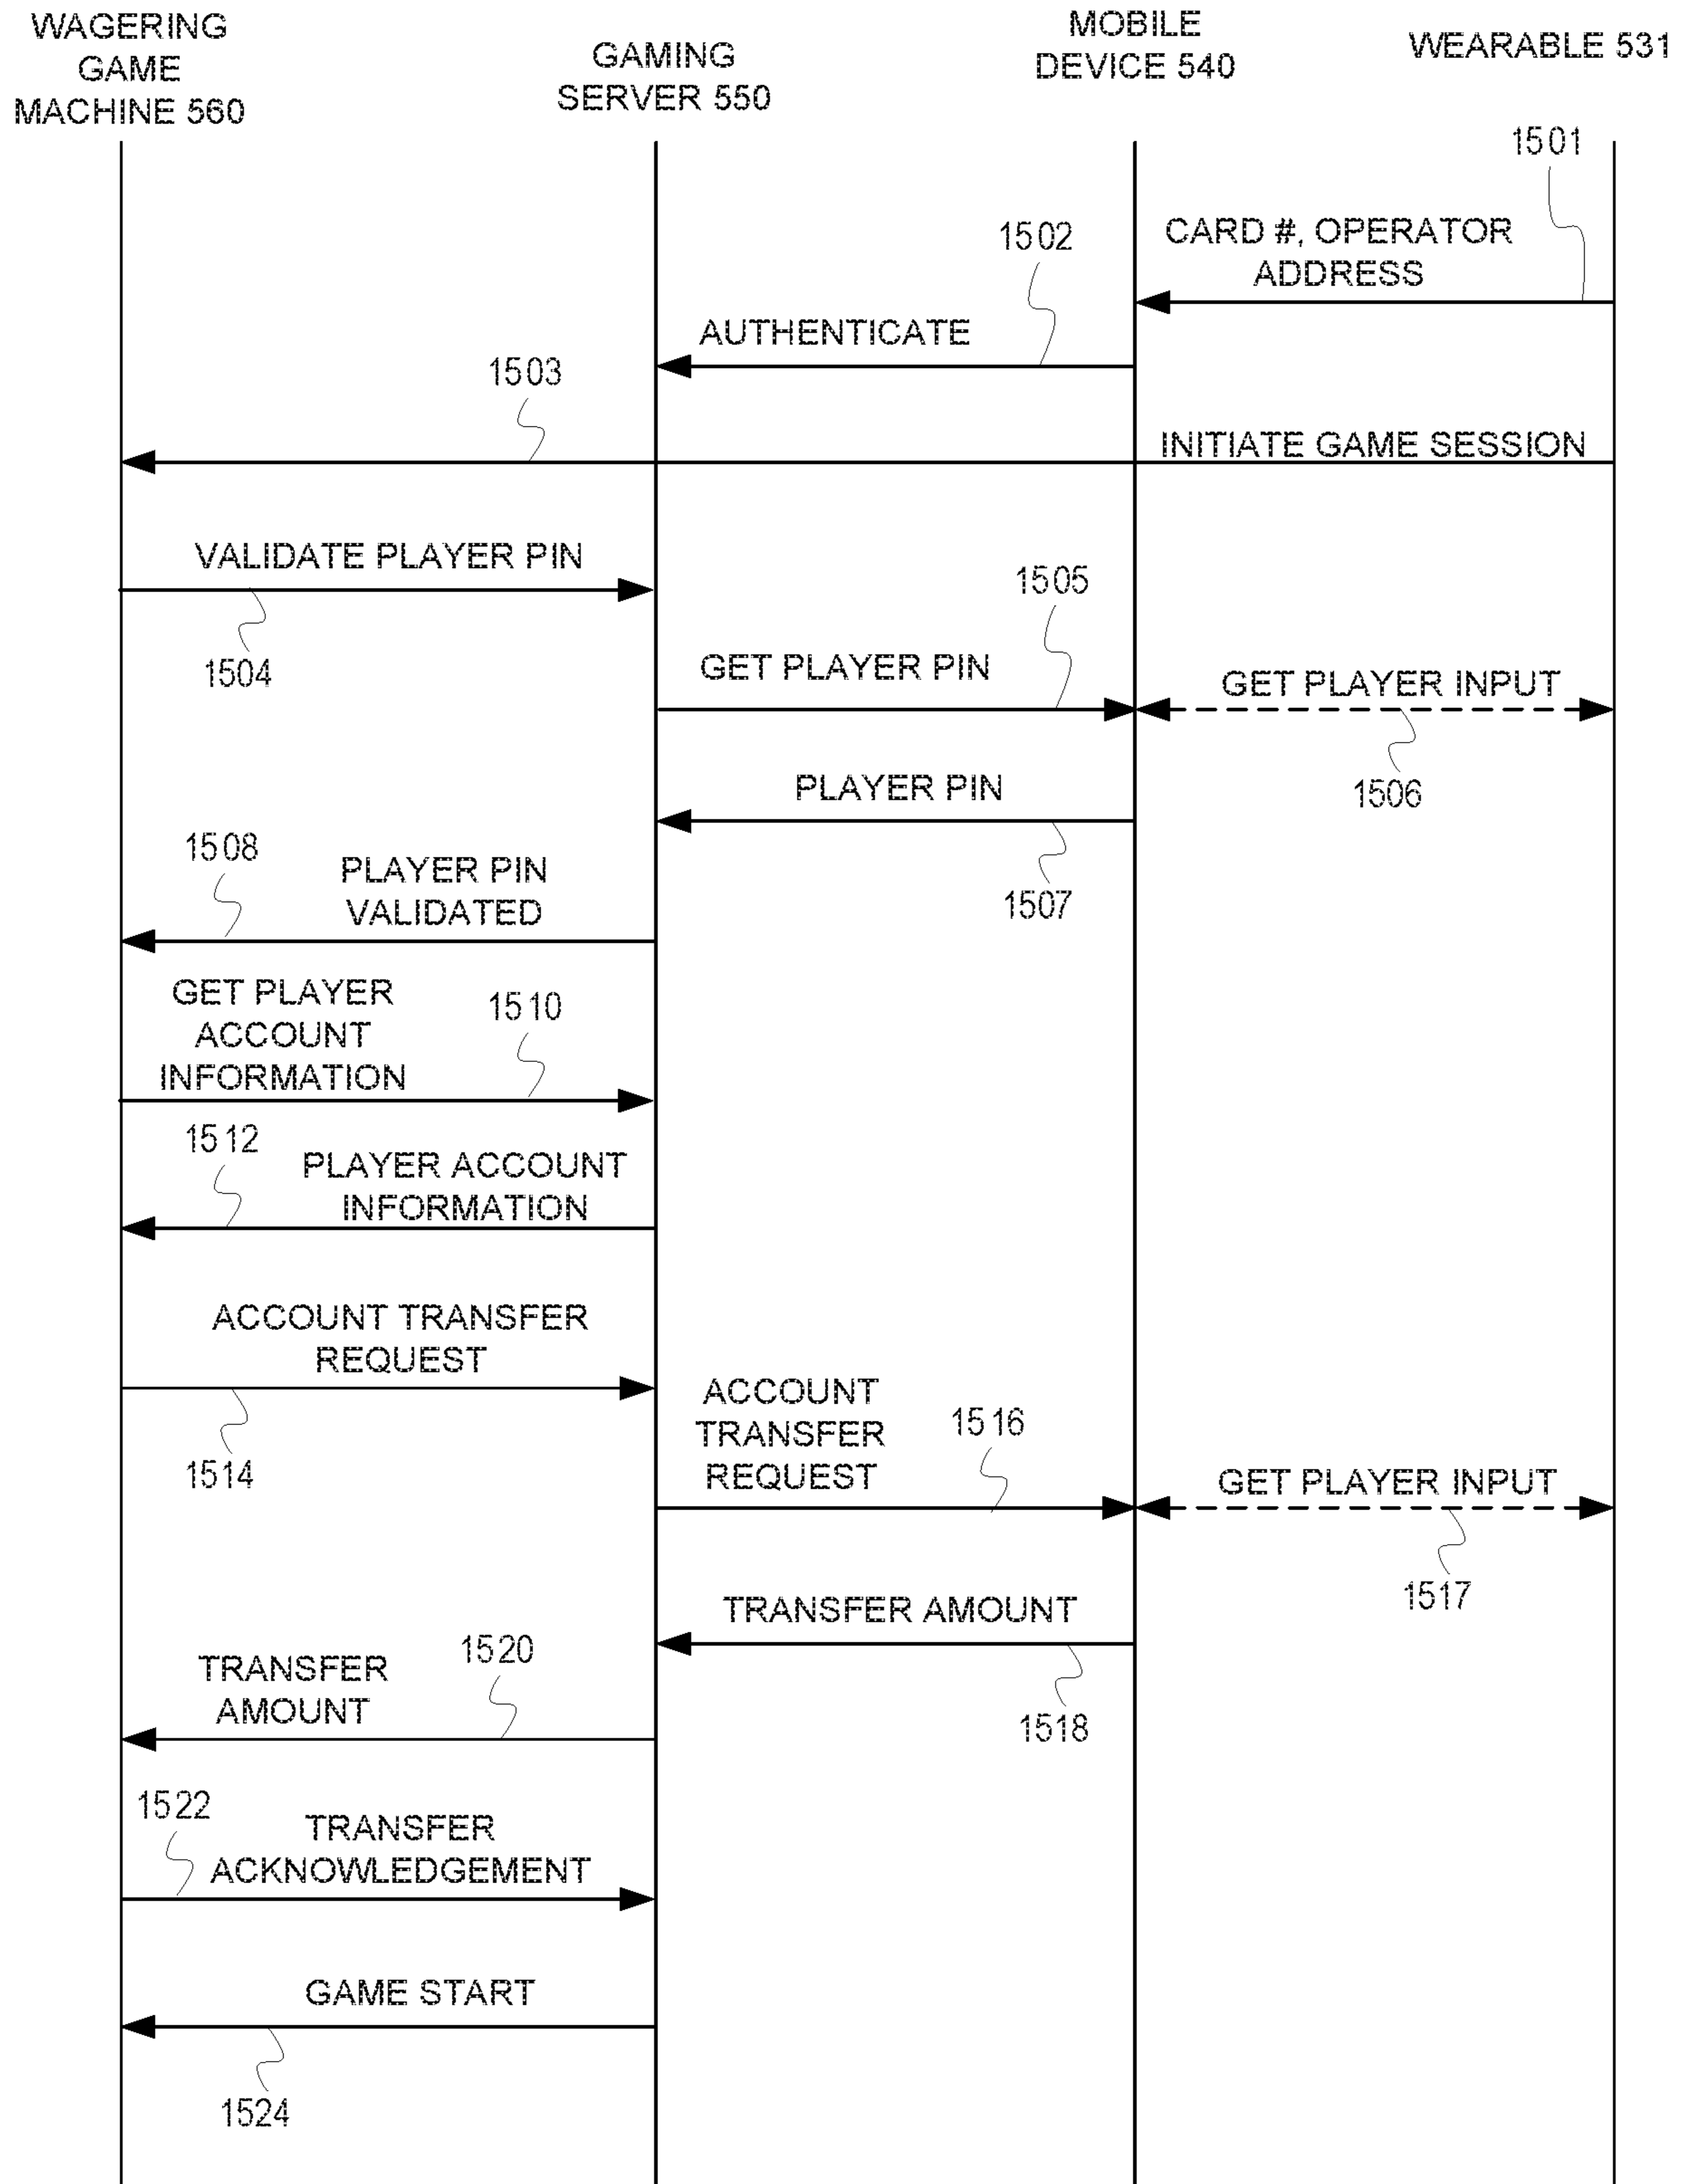 WAGERING
GAME
MACHINE 560
GAMING
SERVER 550
MOBILE
DEVICE 540
WEARABLE 531
1501
CARD #, OPERATOR
ADDRESS
1502
AUTHENTICATE
1503
INITIATE GAME SESSION
VALIDATE PLAYER PIN
1504
1505
GET PLAYER PIN
GET PLAYER INPUT
1506
PLAYER PIN
1507
1508
PLAYER PIN
VALIDATED
GET PLAYER
ACCOUNT
INFORMATION
1510
1512
PLAYER ACCOUNT
INFORMATION
ACCOUNT TRANSFER
REQUEST
1514
ACCOUNT
TRANSFER
REQUEST
1516
GET PLAYER INPUT
1517
TRANSFER AMOUNT
1518
1520
TRANSFER
AMOUNT
1522
TRANSFER
ACKNOWLEDGEMENT
GAME START
1524